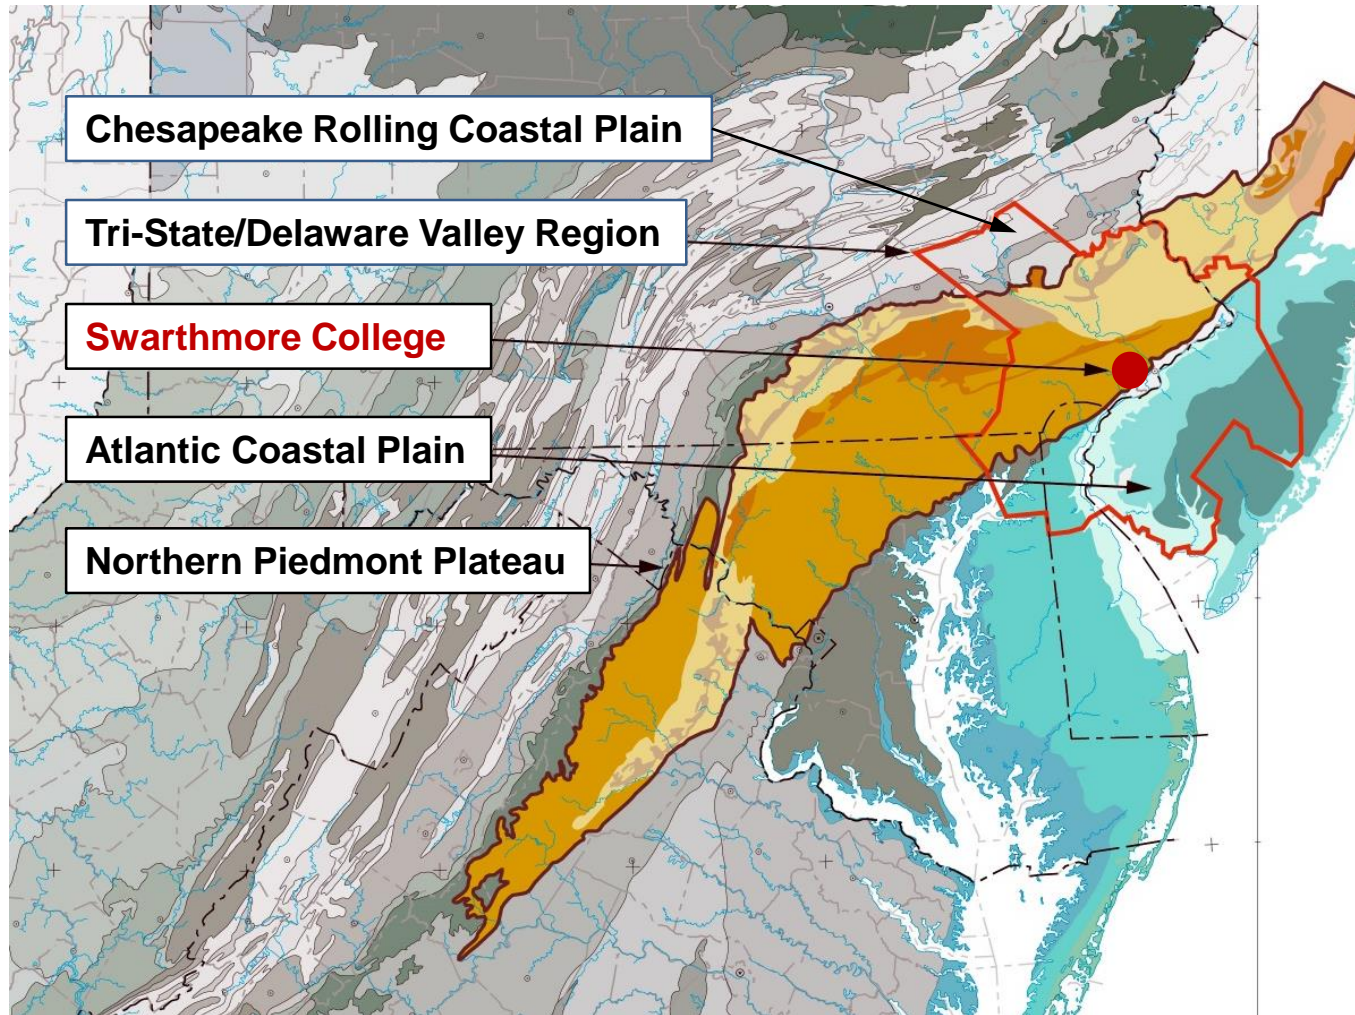 Chesapeake Rolling Coastal Plain
Tri-State/Delaware Valley Region
Swarthmore College
Atlantic Coastal Plain
Northern Piedmont Plateau